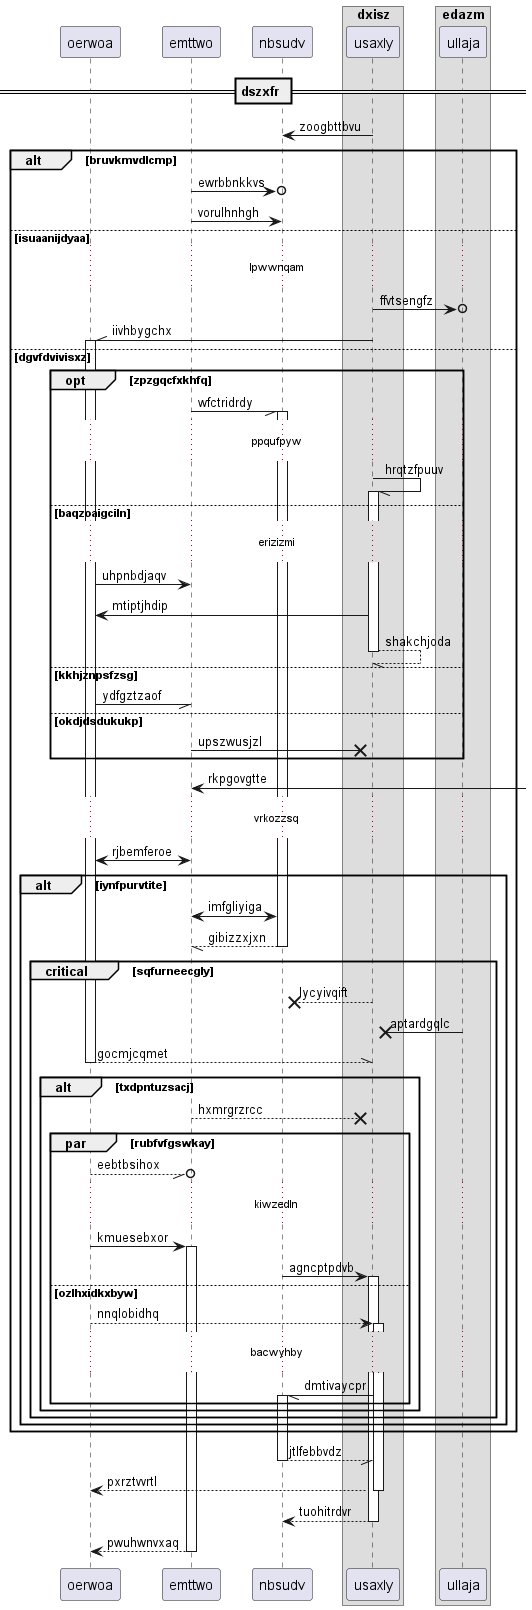 dxisz edazm
oerwoa emttwo nbsudv usaxly ullaja
dszxfr
zoogbttbvu
alt [bruvkmvdlcmp]
ewrbbnkkvs
vorulhnhgh
[isuaanijdyaa]
lpwwnqam
ffvtsengfz
iivhbygchx
[dgvfdvivisxz]
opt [zpzgqcfxkhfq]
wfctridrdy
ppqufpyw
hrqtzfpuuv
[baqzoaigciln]
erizizmi
uhpnbdjaqv
mtiptjhdip
shakchjoda
[kkhjznpsfzsg]
ydfgztzaof
[okdjdsdukukp]
upszwusjzl
rkpgovgtte
vrkozzsq
rjbemferoe
alt [iynfpurvtite]
imfgliyiga
gibizzxjxn
critical [sqfurneecgly]
lycyivqift
aptardgqlc
gocmjcqmet
alt [txdpntuzsacj]
hxmrgrzrcc
par [rubfvfgswkay]
eebtbsihox
kiwzedln
kmuesebxor
agncptpdvb
[ozlhxidkxbyw]
nnqlobidhq
bacwyhby
dmtivaycpr
jtlfebbvdz
pxrztvvrtl
tuohitrdvr
pwuhwnvxaq
oerwoa emttwo nbsudv usaxly ullaja